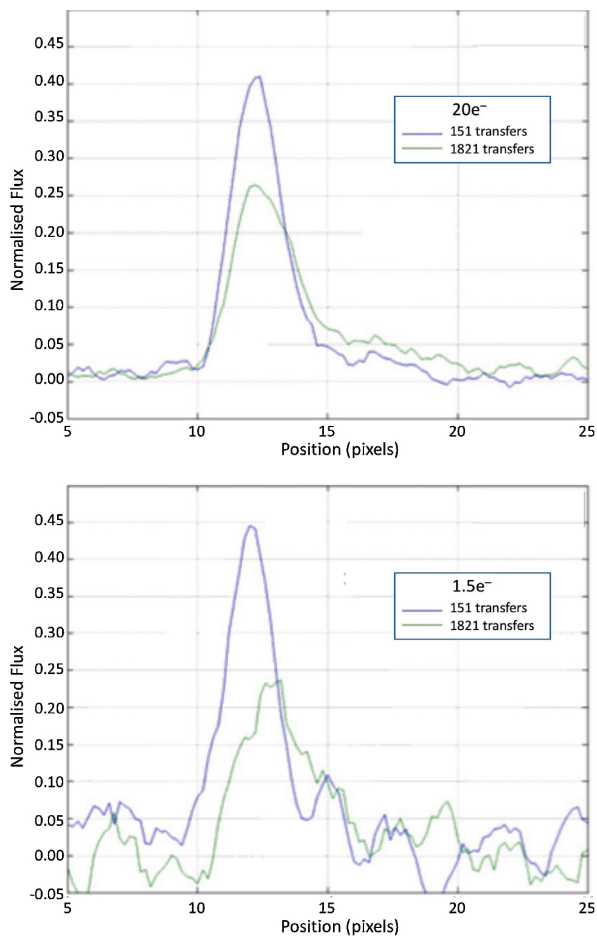 0.45
0.40
0.35
0.30
0.25
0.20
0.15
0.10
0.05
0.00
-0.05
Normalised Flux
20e⁻
151 transfers
1821 transfers
5 10 15 20 25
Position (pixels)
0.45
0.40
0.35
0.30
0.25
0.20
0.15
0.10
0.05
0.00
-0.05
Normalised Flux
1.5e⁻
151 transfers
1821 transfers
5 10 15 20 25
Position (pixels)